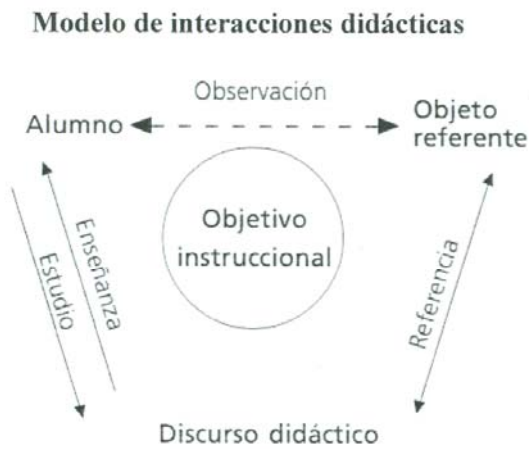 Modelo de interacciones didácticas
Observación
Alumno
Objeto
referente
Objetivo
instruccional
Enseñanza
Estudio
Referencia
Discurso didáctico